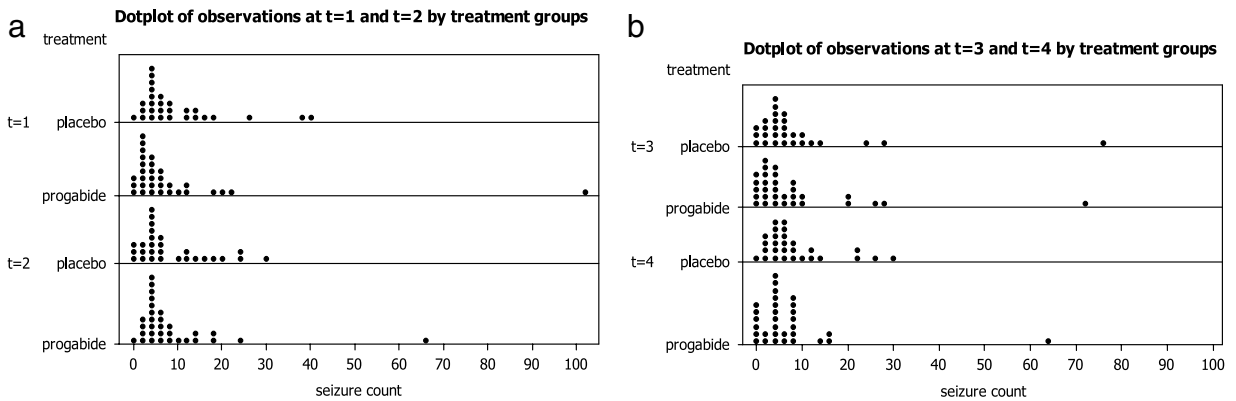 a
Dotplot of observations at t=1 and t=2 by treatment groups
treatment
t=1 placebo
progabide
t=2 placebo
progabide
0 10 20 30 40 50 60 70 80 90 100
seizure count
b
Dotplot of observations at t=3 and t=4 by treatment groups
treatment
t=3 placebo
progabide
t=4 placebo
progabide
0 10 20 30 40 50 60 70 80 90 100
seizure count